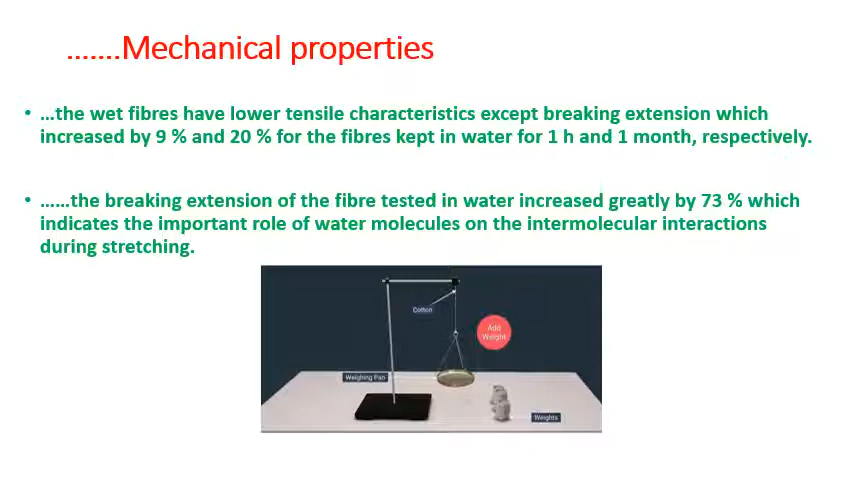 .......Mechanical properties
• ...the wet fibres have lower tensile characteristics except breaking extension which
increased by 9 % and 20 % for the fibres kept in water for 1 h and 1 month, respectively.
• ......the breaking extension of the fibre tested in water increased greatly by 73 % which
indicates the important role of water molecules on the intermolecular interactions
during stretching.
Cotton
Add
Weight
Weighing Pan
Weights